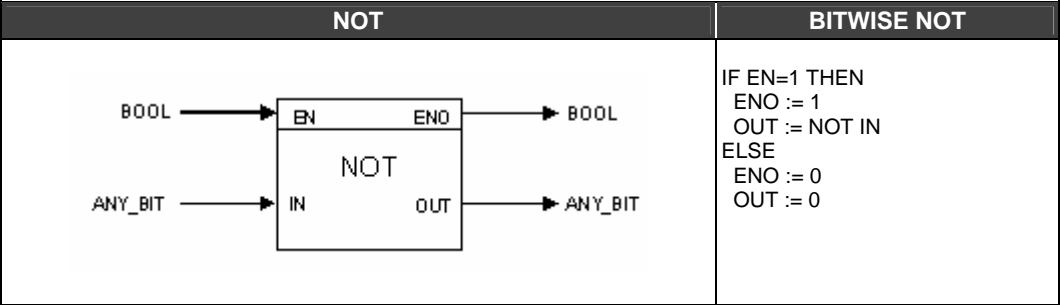 NOT
BITWISE NOT
BOOL
EN
ENO
BOOL
NOT
ANY_BIT
IN
OUT
ANY_BIT
IF EN=1 THEN
ENO := 1
OUT := NOT IN
ELSE
ENO := 0
OUT := 0